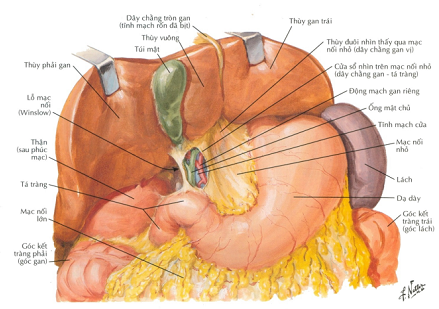 Dây chằng tròn gan
(tĩnh mạch rốn đã bịt)
Thùy vuông
Túi mật
Thùy gan trái
Thùy phải gan
Thùy đuôi nhìn thấy qua mạc
nối nhỏ (dây chằng gan vị)
Cửa sổ nhìn trên mạc nối nhỏ
(dây chằng gan - tá tràng)
Động mạch gan riêng
Ống mật chủ
Tĩnh mạch cửa
Mạc nối
nhỏ
Lỗ mạc
nối
(Winslow)
Thận
(sau phúc
mạc)
Tá tràng
Mạc nối
lớn
Góc kết
tràng phải
(góc gan)
Lách
Dạ dày
Góc kết
tràng trái
(góc lách)
F. Netter